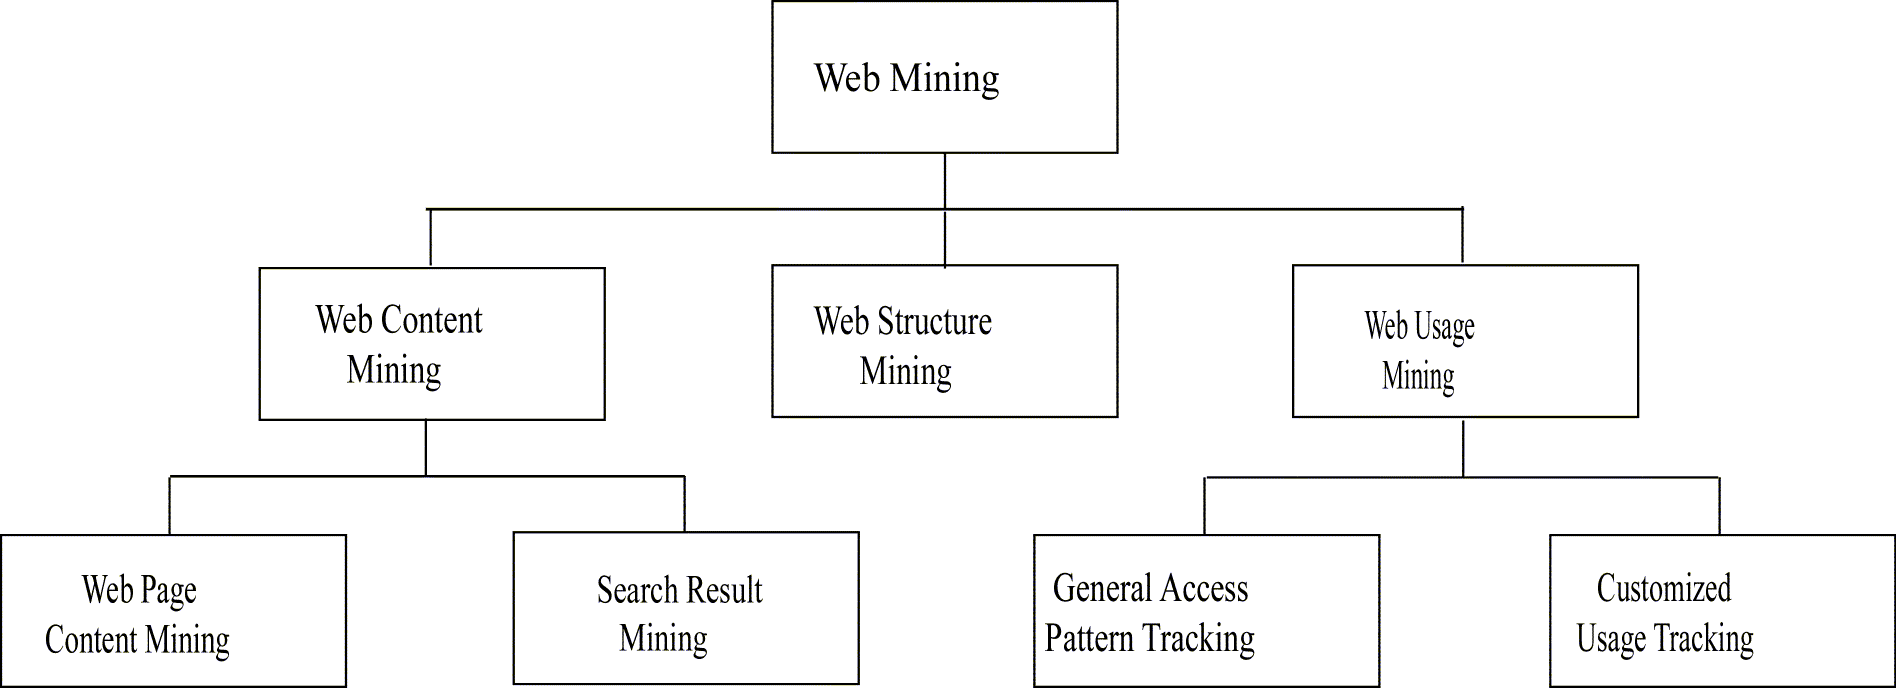 Web Mining
Web Content
Mining
Web Structure
Mining
Web Usage
Mining
Web Page
Content Mining
Search Result
Mining
General Access
Pattern Tracking
Customized
Usage Tracking